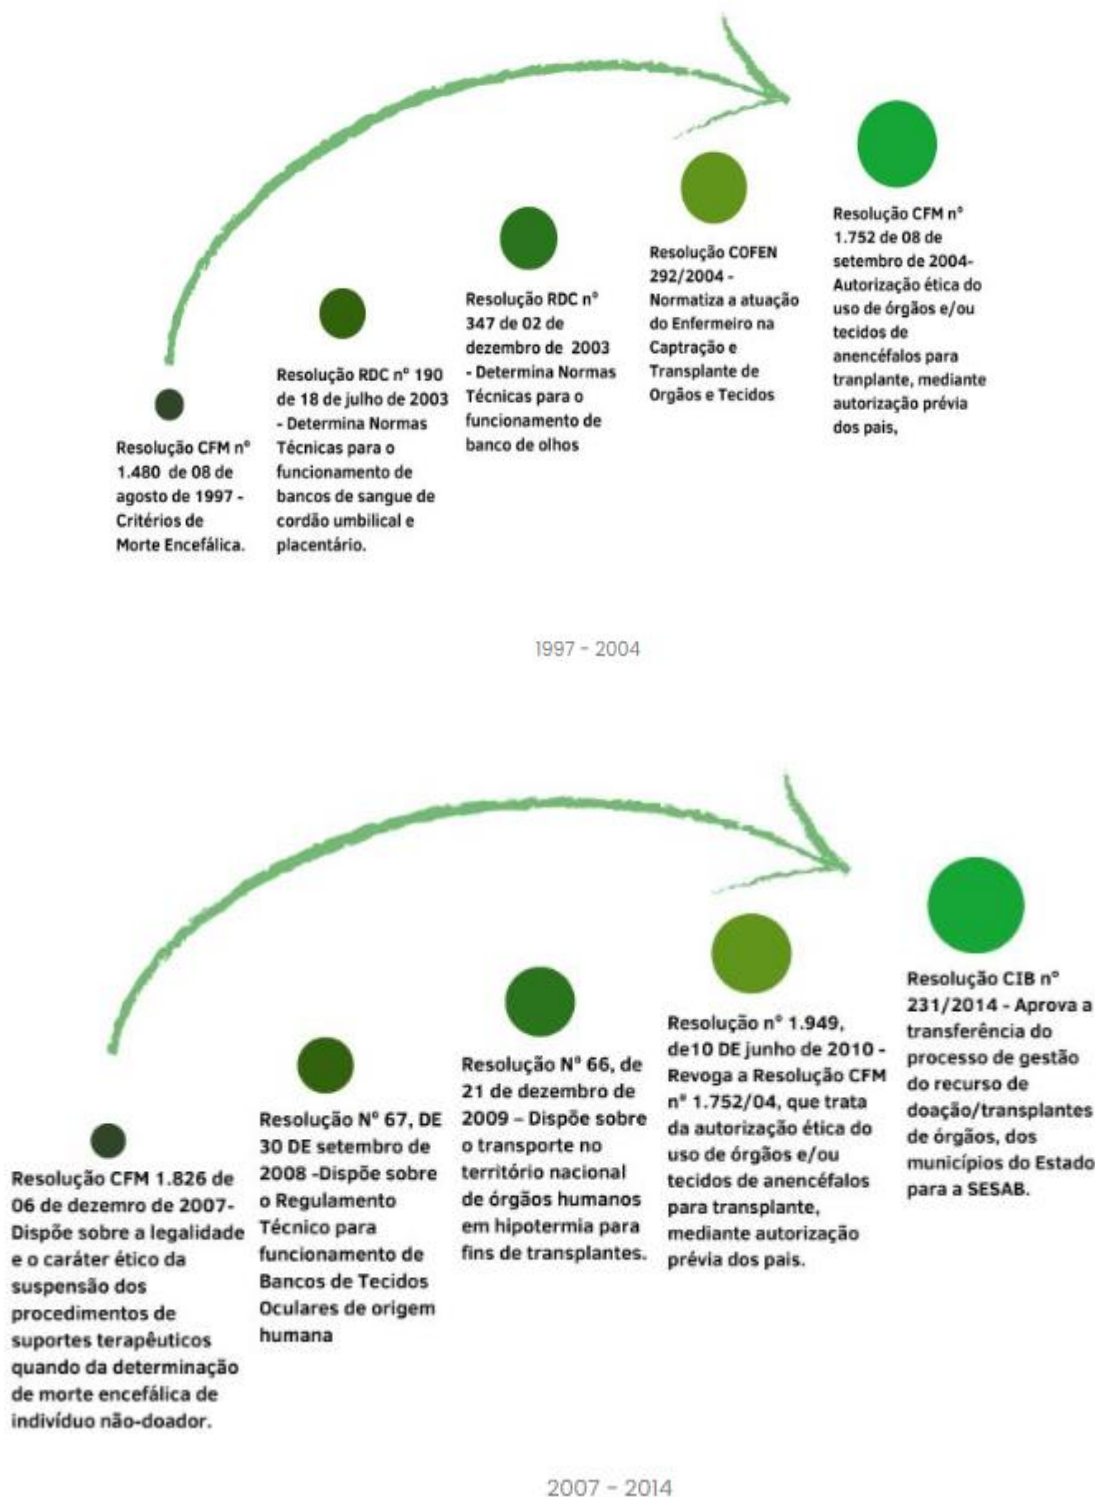 Resolução CFM nº
1.480 de 08 de
agosto de 1997 -
Critérios de
Morte Encefálica.
Resolução RDC nº 190
de 18 de julho de 2003
- Determina Normas
Técnicas para o
funcionamento de
bancos de sangue de
cordão umbilical e
placentário.
Resolução RDC nº
347 de 02 de
dezembro de 2003
- Determina Normas
Técnicas para o
funcionamento de
banco de olhos
Resolução COFEN
292/2004 -
Normatiza a atuação
do Enfermeiro na
Captração e
Transplante de
Orgãos e Tecidos
Resolução CFM nº
1.752 de 08 de
setembro de 2004-
Autorização ética do
uso de órgãos e/ou
tecidos de
anencéfalos para
tranplante, mediante
autorização prévia
dos pais,
1997 - 2004
Resolução CFM 1.826 de
06 de dezemro de 2007-
Dispõe sobre a legalidade
e o caráter ético da
suspensão dos
procedimentos de
suportes terapêuticos
quando da determinação
de morte encefálica de
indivíduo não-doador.
Resolução Nº 67, DE
30 DE setembro de
2008 -Dispõe sobre
o Regulamento
Técnico para
funcionamento de
Bancos de Tecidos
Oculares de origem
humana
Resolução Nº 66, de
21 de dezembro de
2009 – Dispõe sobre
o transporte no
território nacional
de órgãos humanos
em hipotermia para
fins de transplantes.
Resolução nº 1.949,
de10 DE junho de 2010 -
Revoga a Resolução CFM
nº 1.752/04, que trata
da autorização ética do
uso de órgãos e/ou
tecidos de anencéfalos
para transplante,
mediante autorização
prévia dos pais.
Resolução CIB nº
231/2014 - Aprova a
transferência do
processo de gestão
do recurso de
doação/transplantes
de órgãos, dos
municípios do Estado
para a SESAB.
2007 - 2014